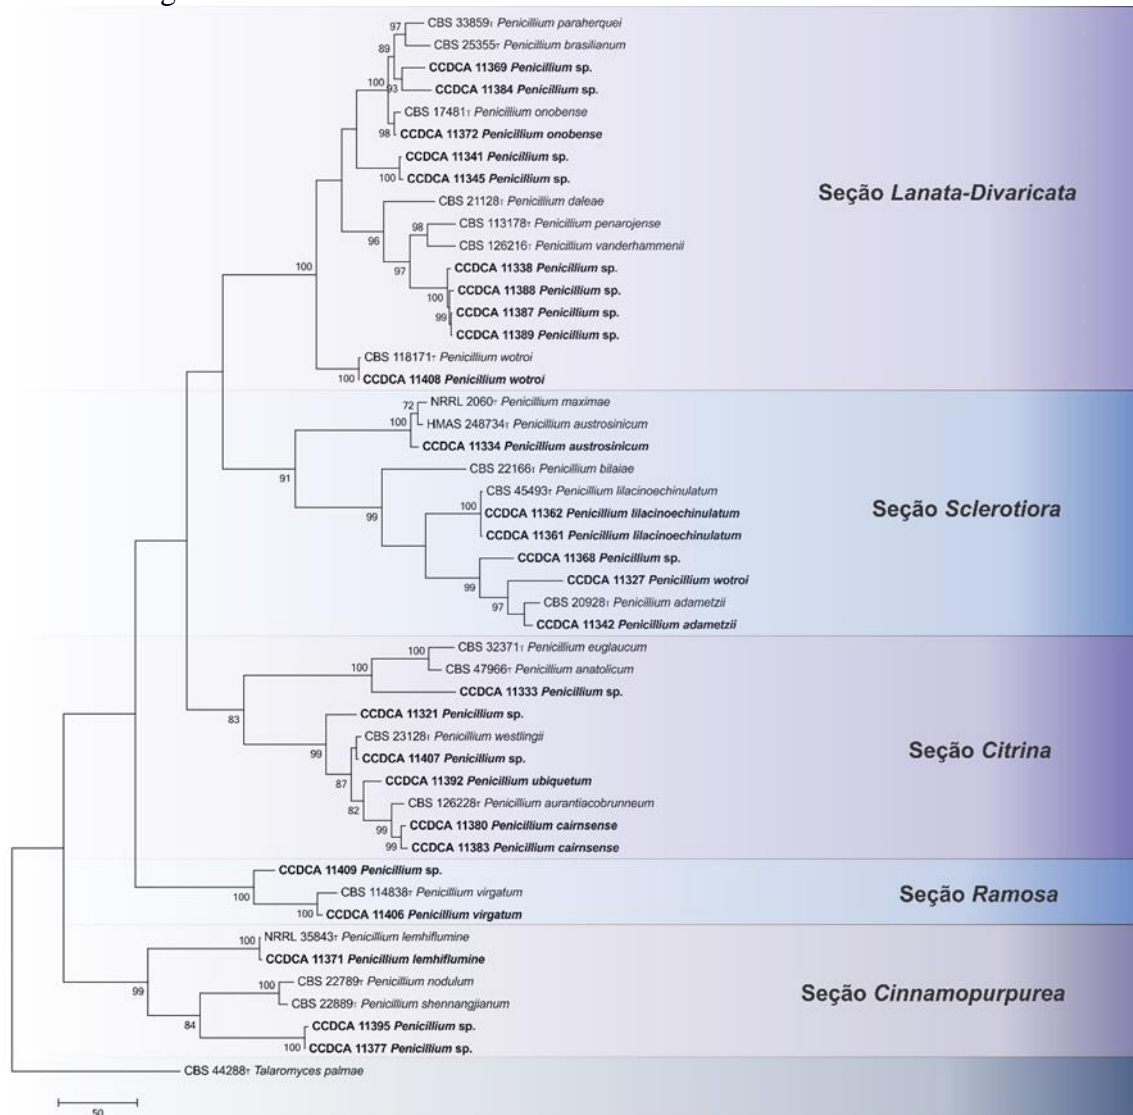 97
CBS 33859T Penicillium paraherquei
CBS 25355T Penicillium brasilianum
89
CCDCA 11369 Penicillium sp.
100
93
CCDCA 11384 Penicillium sp.
CBS 17481T Penicillium onobense
98
CCDCA 11372 Penicillium onobense
CCDCA 11341 Penicillium sp.
100
CCDCA 11345 Penicillium sp.
Seção Lanata-Divaricata
CBS 21128T Penicillium daleae
98
CBS 113178T Penicillium penarojense
96
CBS 126216T Penicillium vanderhammenii
100
97
CCDCA 11338 Penicillium sp.
CCDCA 11388 Penicillium sp.
100
CCDCA 11387 Penicillium sp.
99
CCDCA 11389 Penicillium sp.
CBS 118171T Penicillium wotroi
100
CCDCA 11408 Penicillium wotroi
72
NRRL 2060T Penicillium maximae
100
HMAS 248734T Penicillium austrosinicum
CCDCA 11334 Penicillium austrosinicum
91
CBS 22166T Penicillium bilaiae
CBS 45493T Penicillium lilacinoechinulatum
100
99
CCDCA 11362 Penicillium lilacinoechinulatum
Seção Sclerotiora
CCDCA 11361 Penicillium lilacinoechinulatum
CCDCA 11368 Penicillium sp.
99
CCDCA 11327 Penicillium wotroi
97
CBS 20928T Penicillium adametzii
CCDCA 11342 Penicillium adametzii
100
CBS 32371T Penicillium euglaucum
100
CBS 47966T Penicillium anatolicum
CCDCA 11333 Penicillium sp.
83
CCDCA 11321 Penicillium sp.
99
CBS 23128T Penicillium westlingii
Seção Citrina
CCDCA 11407 Penicillium sp.
87
CCDCA 11392 Penicillium ubiquetum
82
CBS 126228T Penicillium aurantiacobrunneum
99
CCDCA 11380 Penicillium cairnsense
99
CCDCA 11383 Penicillium cairnsense
CCDCA 11409 Penicillium sp.
100
CBS 114838T Penicillium virgatum
Seção Ramosa
100
CCDCA 11406 Penicillium virgatum
100
NRRL 35843T Penicillium lemhiflumine
CCDCA 11371 Penicillium lemhiflumine
99
100
CBS 22789T Penicillium nodulum
Seção Cinnamopurpurea
CBS 22889T Penicillium shennangjianum
84
CCDCA 11395 Penicillium sp.
100
CCDCA 11377 Penicillium sp.
CBS 44288T Talaromyces palmae
50